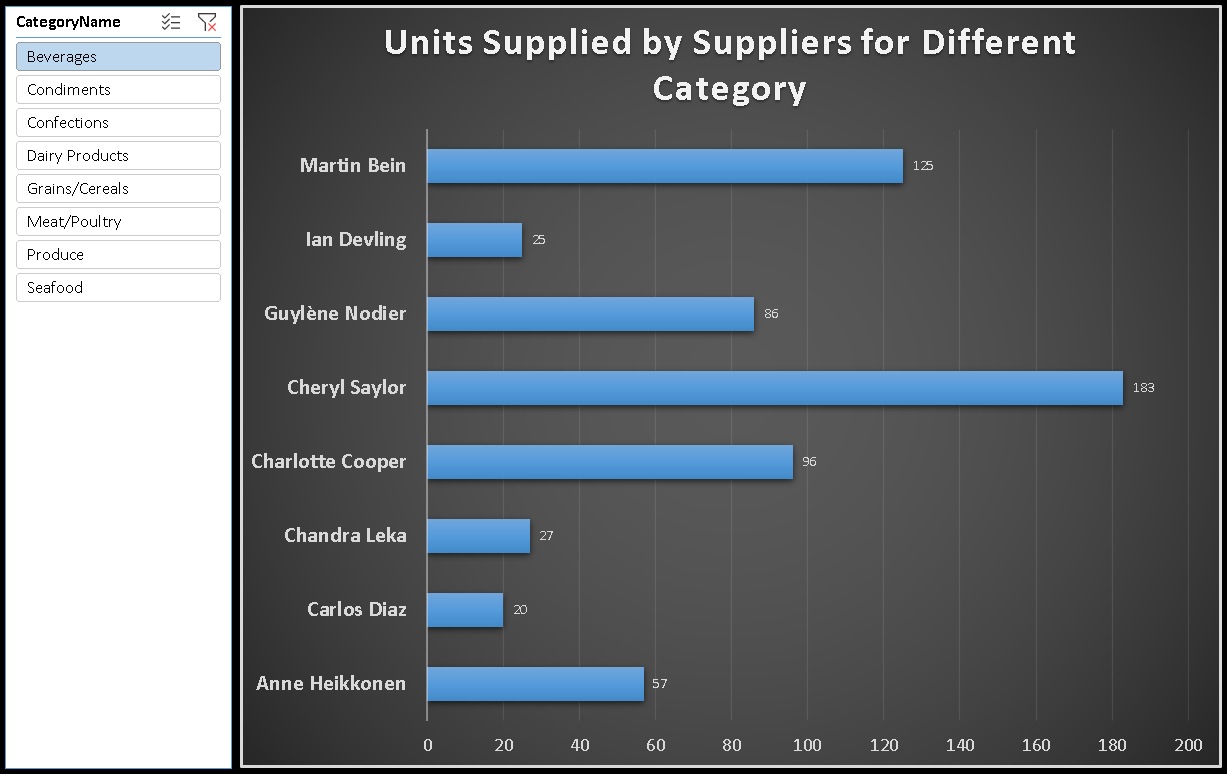 CategoryName
Beverages
Condiments
Confections
Dairy Products
Grains/Cereals
Meat/Poultry
Produce
Seafood
Units Supplied by Suppliers for Different
Category
Martin Bein 125
Ian Devling 25
Guylène Nodier 86
Cheryl Saylor 183
Charlotte Cooper 96
Chandra Leka 27
Carlos Diaz 20
Anne Heikkonen 57
0 20 40 60 80 100 120 140 160 180 200